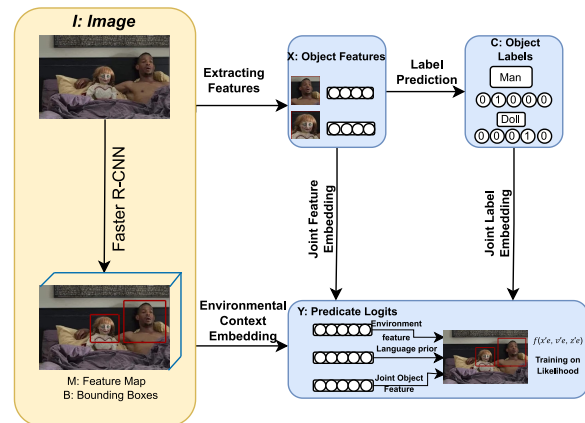 I: Image
Extracting
Features
X: Object Features
Label
Prediction
C: Object
Labels
Man
0 1 0 0 0
Doll
0 0 0 1 0
Faster R-CNN
Joint Feature
Embedding
Joint Label
Embedding
Environmental
Context
Embedding
M: Feature Map
B: Bounding Boxes
Y: Predicate Logits
Environment
feature
Language prior
Joint Object
Feature
f(x'e, v'e, z'e)
Training on
Likelihood